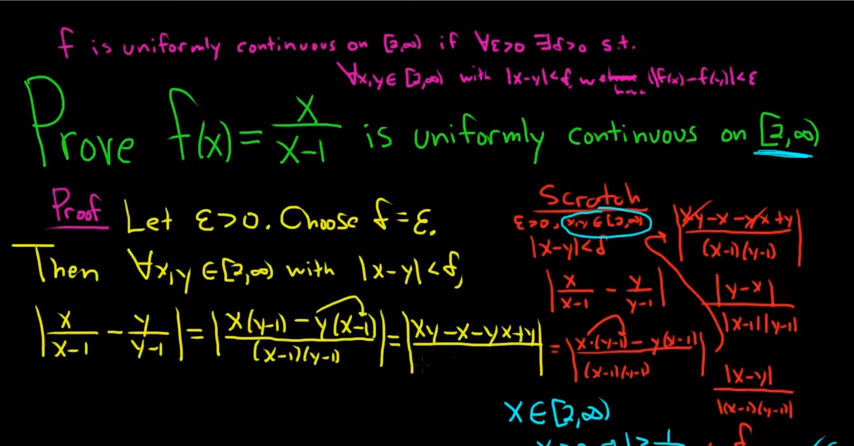 f is uniformly continuous on [2,∞) if ∀ε>0 ∃δ>0 s.t.
∀x,y∈[2,∞) with |x-y|<δ, we have |f(x)-f(y)|<ε
Prove f(x) = x/(x-1) is uniformly continuous on [2,∞)
Proof Let ε>0. Choose δ=ε.
Then ∀x,y∈[2,∞) with |x-y|<δ,
|x/(x-1) - y/(y-1)| = |(x(y-1) - y(x-1))/((x-1)(y-1))| = |xy-x-yx+y|
Scratch
ε>0, x,y∈[2,∞)
|x-y|<δ
|x/(x-1) - y/(y-1)|
= |(x·(y-1) - y(x-1))/((x-1)(y-1))|
|(xy-x-yx+y)/((x-1)(y-1))|
|y-x|/(|x-1||y-1|)
|x-y|/|(x-1)(y-1)|
x∈[2,∞)